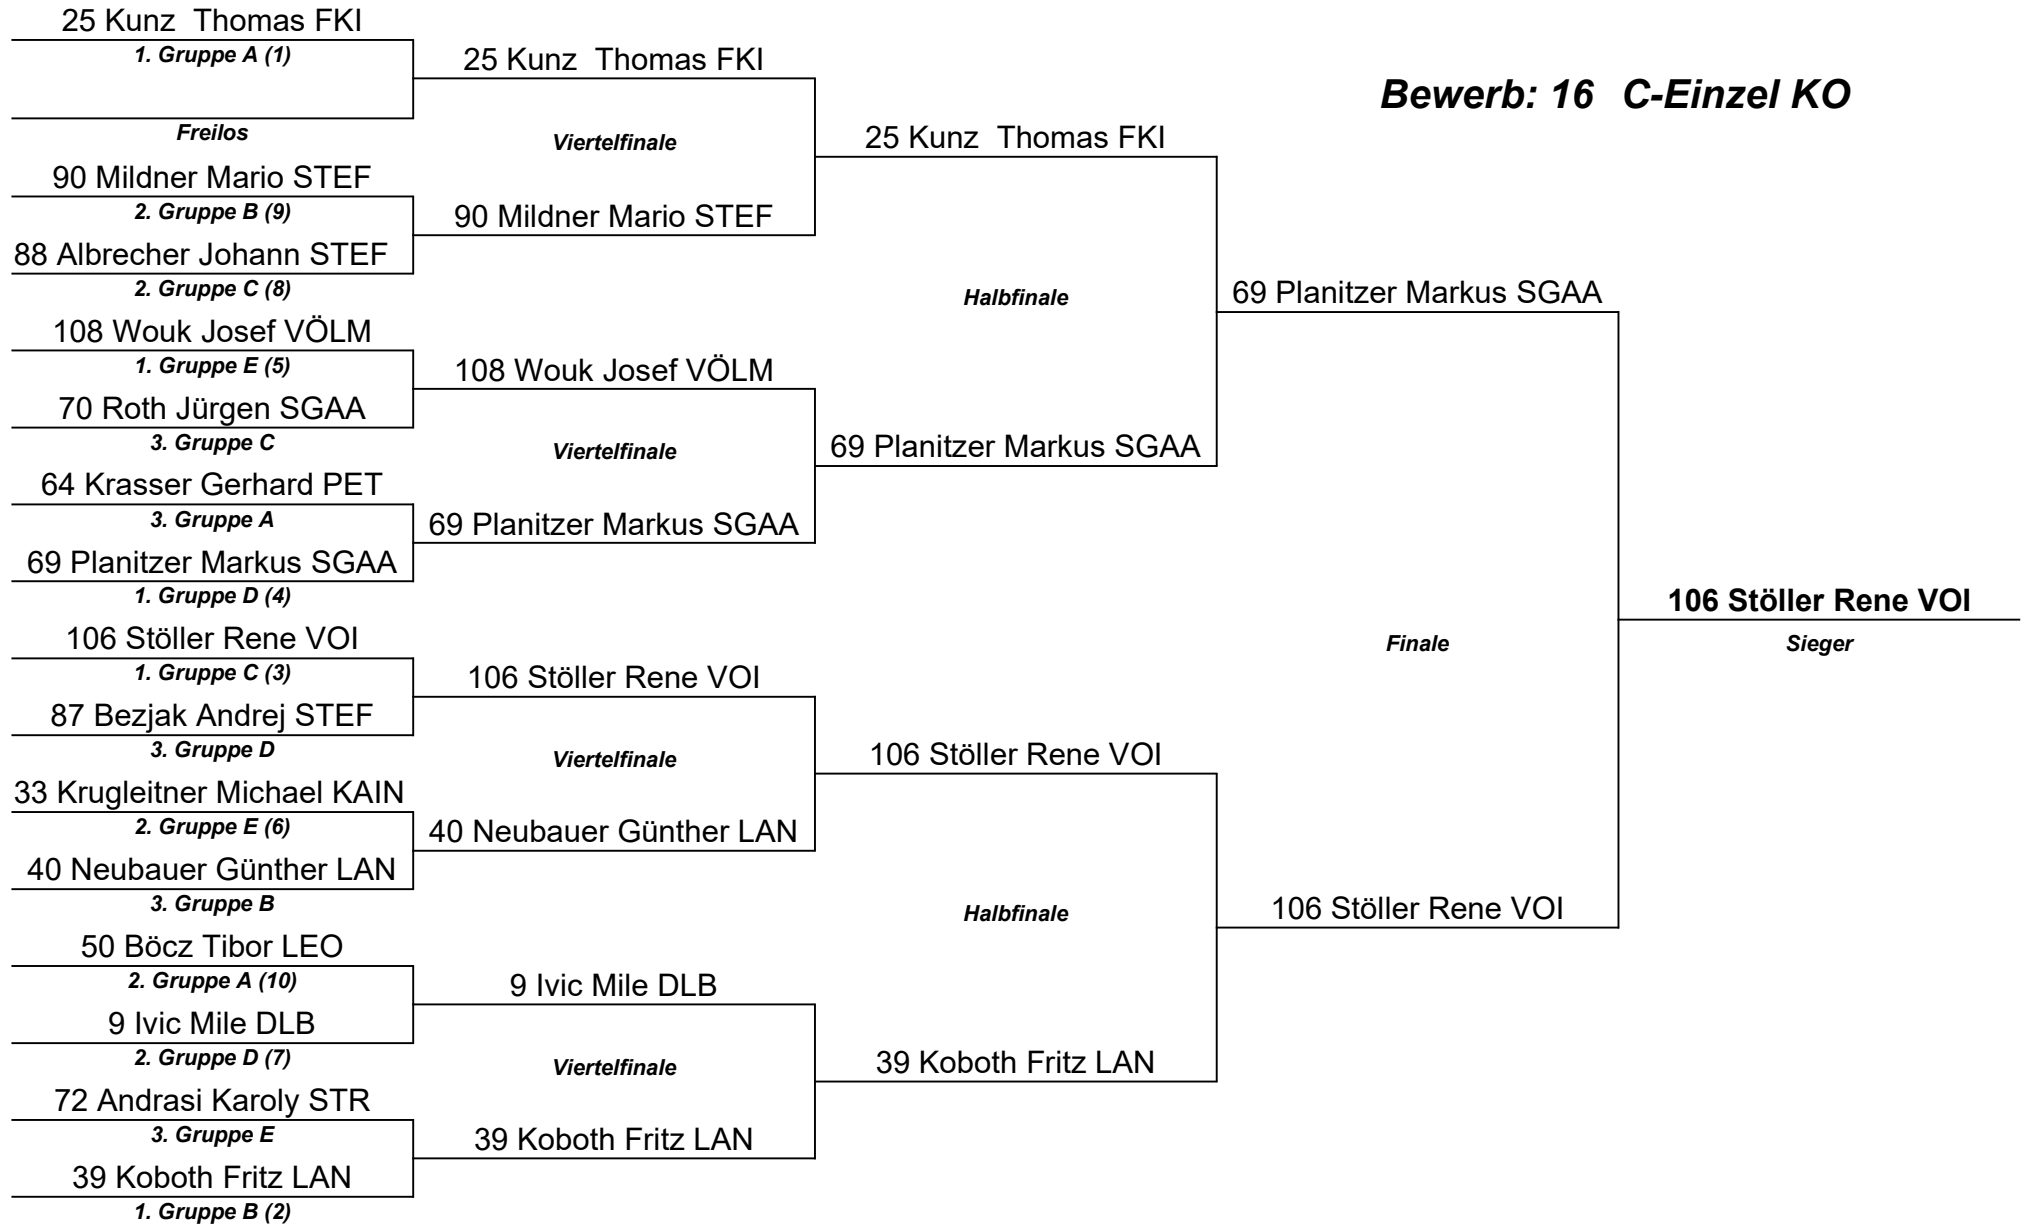 25 Kunz  Thomas FKI
1. Gruppe A (1)
Freilos
90 Mildner Mario STEF
2. Gruppe B (9)
88 Albrecher Johann STEF
2. Gruppe C (8)
108 Wouk Josef VÖLM
1. Gruppe E (5)
70 Roth Jürgen SGAA
3. Gruppe C
64 Krasser Gerhard PET
3. Gruppe A
69 Planitzer Markus SGAA
1. Gruppe D (4)
106 Stöller Rene VOI
1. Gruppe C (3)
87 Bezjak Andrej STEF
3. Gruppe D
33 Krugleitner Michael KAIN
2. Gruppe E (6)
40 Neubauer Günther LAN
3. Gruppe B
50 Böcz Tibor LEO
2. Gruppe A (10)
9 Ivic Mile DLB
2. Gruppe D (7)
72 Andrasi Karoly STR
3. Gruppe E
39 Koboth Fritz LAN
1. Gruppe B (2)
25 Kunz  Thomas FKI
Viertelfinale
90 Mildner Mario STEF
108 Wouk Josef VÖLM
Viertelfinale
69 Planitzer Markus SGAA
106 Stöller Rene VOI
Viertelfinale
40 Neubauer Günther LAN
9 Ivic Mile DLB
Viertelfinale
39 Koboth Fritz LAN
25 Kunz  Thomas FKI
Halbfinale
69 Planitzer Markus SGAA
106 Stöller Rene VOI
Halbfinale
39 Koboth Fritz LAN
Bewerb: 16  C-Einzel KO
69 Planitzer Markus SGAA
Finale
106 Stöller Rene VOI
106 Stöller Rene VOI
Sieger